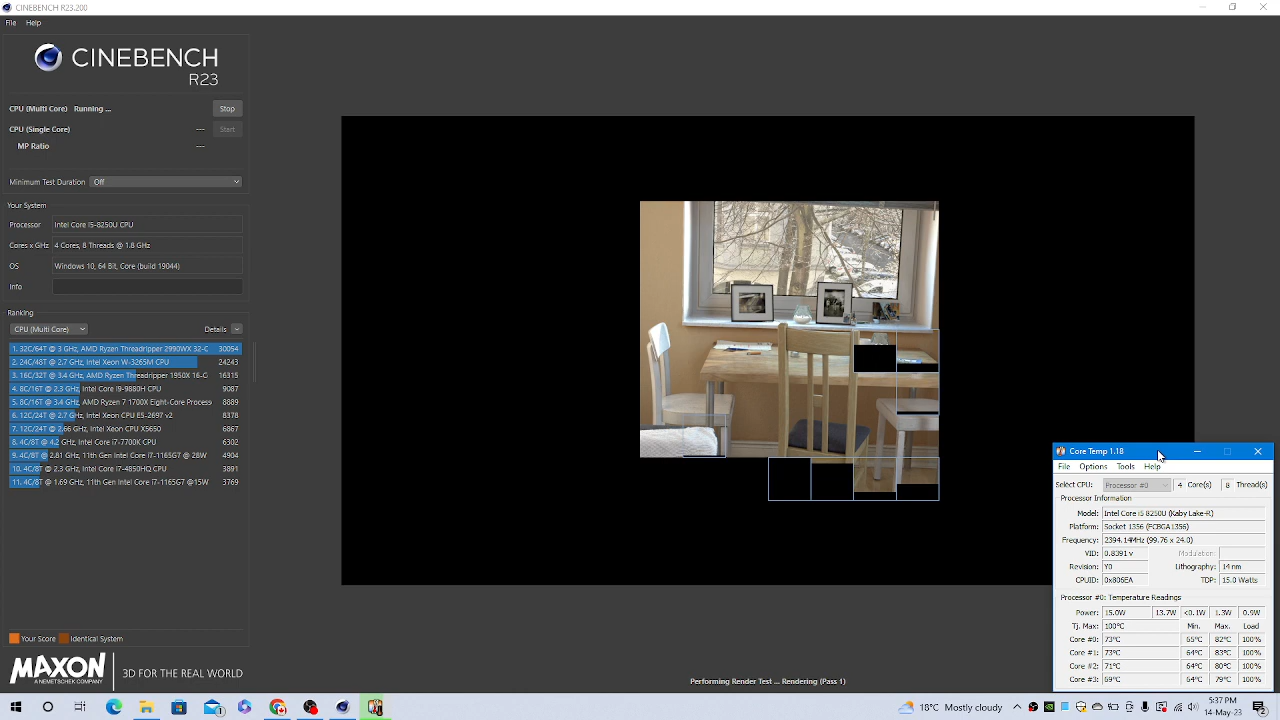 CINEBENCH R23.200
File Help
CINEBENCH
R23
CPU (Multi Core) Running ... Stop
CPU (Single Core) --- Start
MP Ratio ---
Minimum Test Duration Off
Your System
Processor Intel Core i5-8250U CPU
Cores x GHz 4 Cores, 8 Threads @ 1.8 GHz
OS Windows 10, 64 Bit, Core (build 19044)
Info
Ranking
CPU (Multi Core) Details
1. 32C/64T @ 3 GHz, AMD Ryzen Threadripper 2990WX 32-C 30054
2. 24C/48T @ 2.7 GHz, Intel Xeon W-3265M CPU 24243
3. 16C/32T @ 3.4 GHz, AMD Ryzen Threadripper 1950X 16-C 16315
4. 8C/16T @ 2.3 GHz, Intel Core i9-9880H CPU 9087
5. 8C/16T @ 3.4 GHz, AMD Ryzen 7 1700X Eight-Core Process 8889
6. 12C/24T @ 2.7 GHz, Intel Xeon CPU E5-2697 v2 8378
7. 12C/24T @ 2.66 GHz, Intel Xeon CPU X5650 6867
8. 4C/8T @ 4.2 GHz, Intel Core i7-7700K CPU 6302
9. 4C/8T @ 2.81 GHz, 11th Gen Intel Core i7-1165G7 @ 28W 4904
10. 4C/8T @ 2.3 GHz, Intel Core i7-4850HQ CPU 3891
11. 4C/8T @ 1.69 GHz, 11th Gen Intel Core i7-1165G7 @15W 3769
Your Score Identical System
MAXON 3D FOR THE REAL WORLD
A NEMETSCHEK COMPANY
Performing Render Test ... Rendering (Pass 1)
Core Temp 1.18
File Options Tools Help
Select CPU: Processor #0 4 Core(s) 8 Thread(s)
Processor Information
Model: Intel Core i5 8250U (Kaby Lake-R)
Platform: Socket 1356 (FCBGA1356)
Frequency: 2394.14MHz (99.76 x 24.0)
VID: 0.8391 v Modulation:
Revision: Y0 Lithography: 14 nm
CPUID: 0x806EA TDP: 15.0 Watts
Processor #0: Temperature Readings
Power: 15.0W 13.7W <0.1W 1.3W 0.9W
Tj. Max: 100°C Min. Max. Load
Core #0: 73°C 65°C 82°C 100%
Core #1: 73°C 64°C 83°C 100%
Core #2: 71°C 64°C 80°C 100%
Core #3: 69°C 64°C 79°C 100%
18°C Mostly cloudy
5:37 PM
14-May-23
1
2